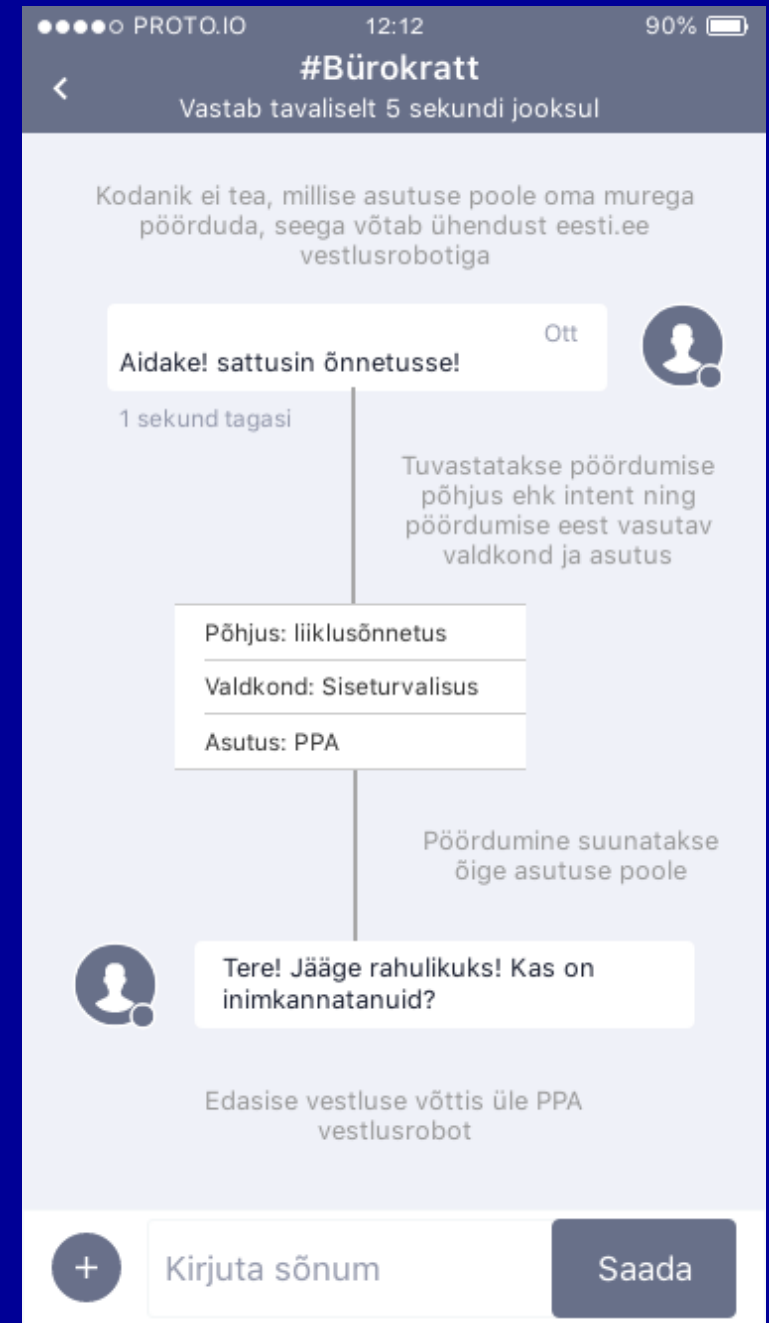 ●●●●○ PROTO.IO 12:12 90%
#Bürokratt
Vastab tavaliselt 5 sekundi jooksul
Kodanik ei tea, millise asutuse poole oma murega
pöörduda, seega võtab ühendust eesti.ee
vestlusrobotiga
Ott
Aidake! sattusin õnnetusse!
1 sekund tagasi
Tuvastatakse pöördumise
põhjus ehk intent ning
pöördumise eest vasutav
valdkond ja asutus
Põhjus: liiklusõnnetus
Valdkond: Siseturvalisus
Asutus: PPA
Pöördumine suunatakse
õige asutuse poole
Tere! Jääge rahulikuks! Kas on
inimkannatanuid?
Edasise vestluse võttis üle PPA
vestlusrobot
+ Kirjuta sõnum Saada